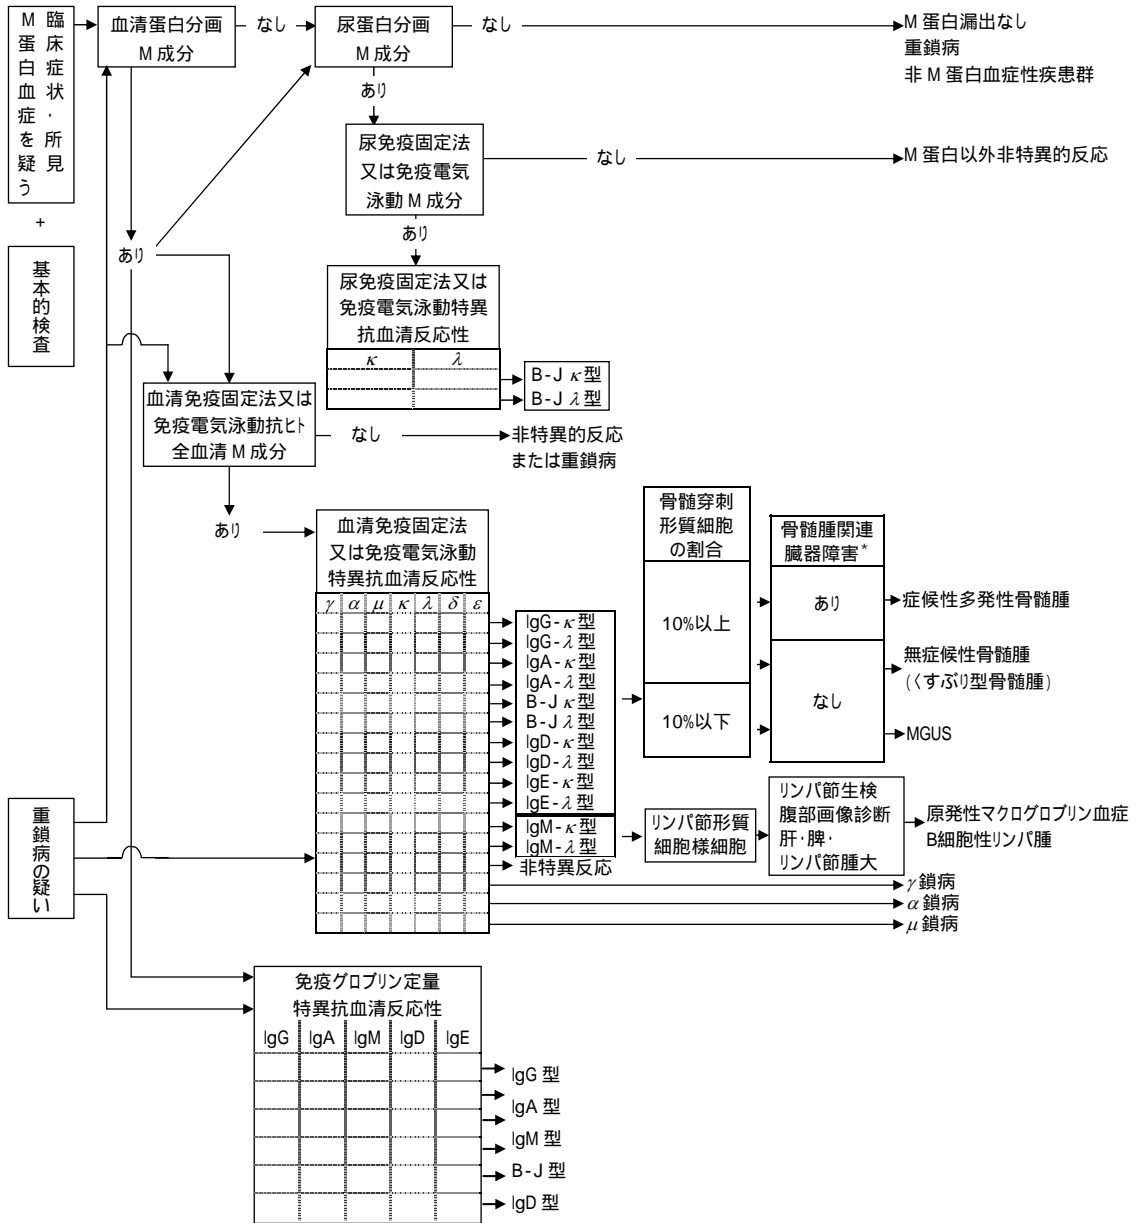 臨床症状・所見
M蛋白血症を疑う
+
基本的検査
血清蛋白分画
M 成分
なし
尿蛋白分画
M 成分
なし
M 蛋白漏出なし
重鎖病
非 M 蛋白血症性疾患群
あり
尿免疫固定法
又は免疫電気
泳動 M 成分
なし
M 蛋白以外非特異的反応
あり
あり
尿免疫固定法又は
免疫電気泳動特異
抗血清反応性
κ λ
B-J κ型
B-J λ型
血清免疫固定法又は
免疫電気泳動抗ヒト
全血清 M 成分
なし
非特異的反応
または重鎖病
あり
血清免疫固定法
又は免疫電気泳動
特異抗血清反応性
γ α μ κ λ δ ε
IgG-κ型
IgG-λ型
IgA-κ型
IgA-λ型
B-J κ型
B-J λ型
IgD-κ型
IgD-λ型
IgE-κ型
IgE-λ型
IgM-κ型
IgM-λ型
非特異反応
骨髄穿刺
形質細胞
の割合
10%以上
10%以下
骨髄腫関連
臓器障害*
あり
なし
症候性多発性骨髄腫
無症候性骨髄腫
(くすぶり型骨髄腫)
MGUS
リンパ節形質
細胞様細胞
リンパ節生検
腹部画像診断
肝・脾・
リンパ節腫大
原発性マクログロブリン血症
B細胞性リンパ腫
γ鎖病
α鎖病
μ鎖病
重鎖病の疑い
免疫グロブリン定量
特異抗血清反応性
IgG IgA IgM IgD IgE
IgG 型
IgA 型
IgM 型
B-J 型
IgD 型